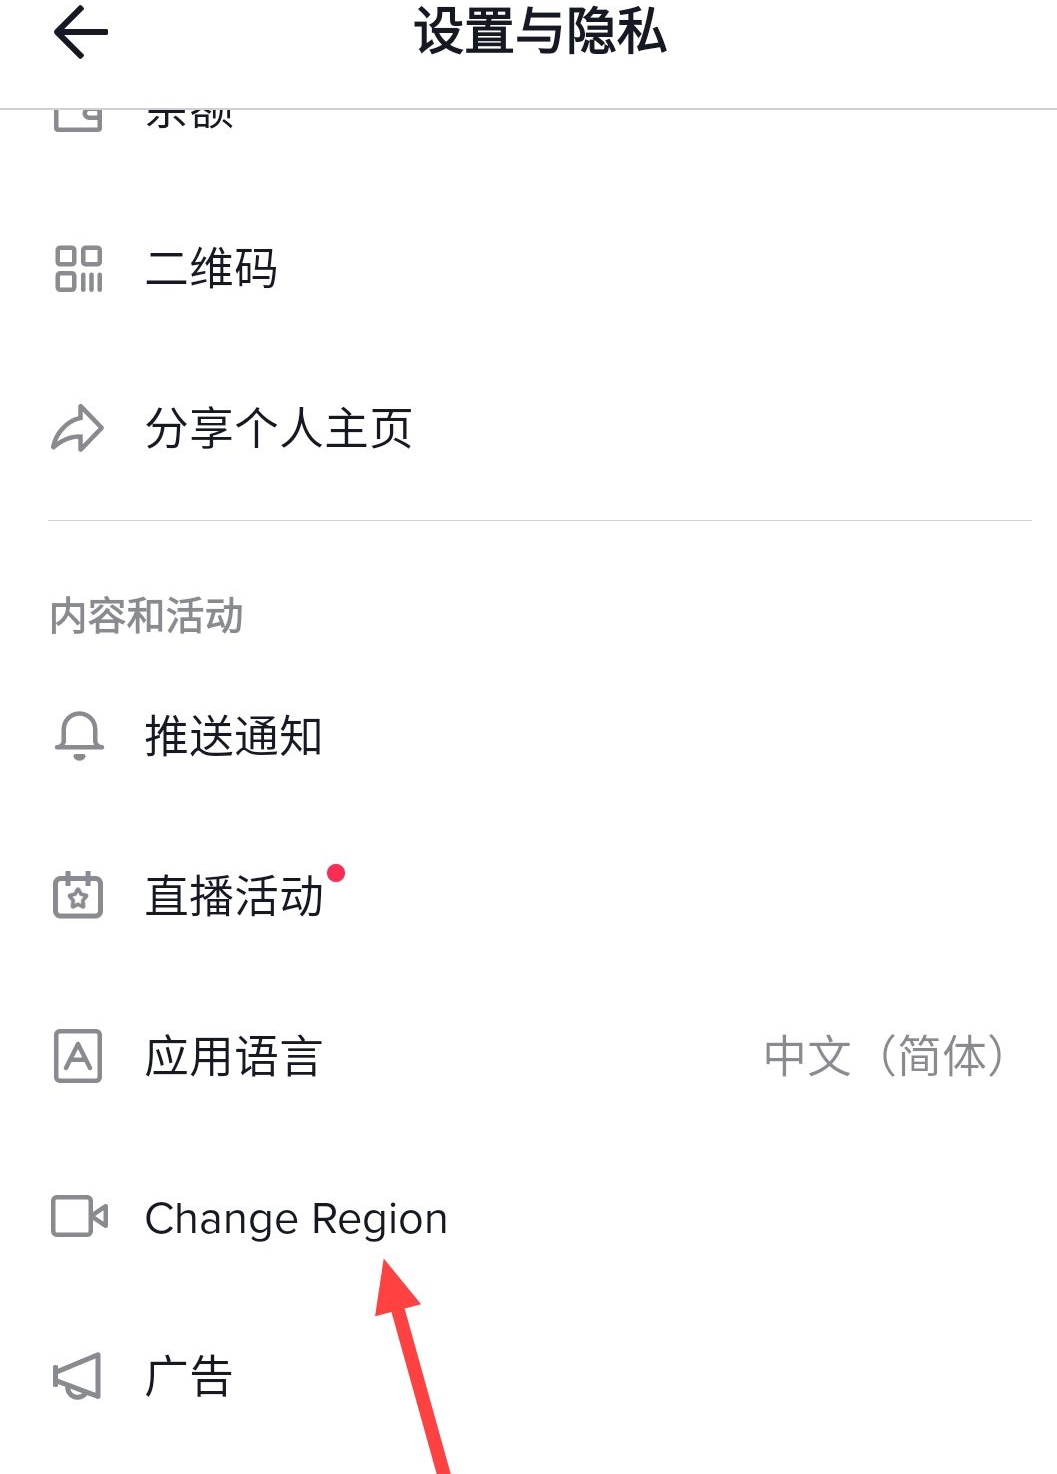 设置与隐私
余额
二维码
分享个人主页
内容和活动
推送通知
直播活动
应用语言 中文（简体）
Change Region
广告